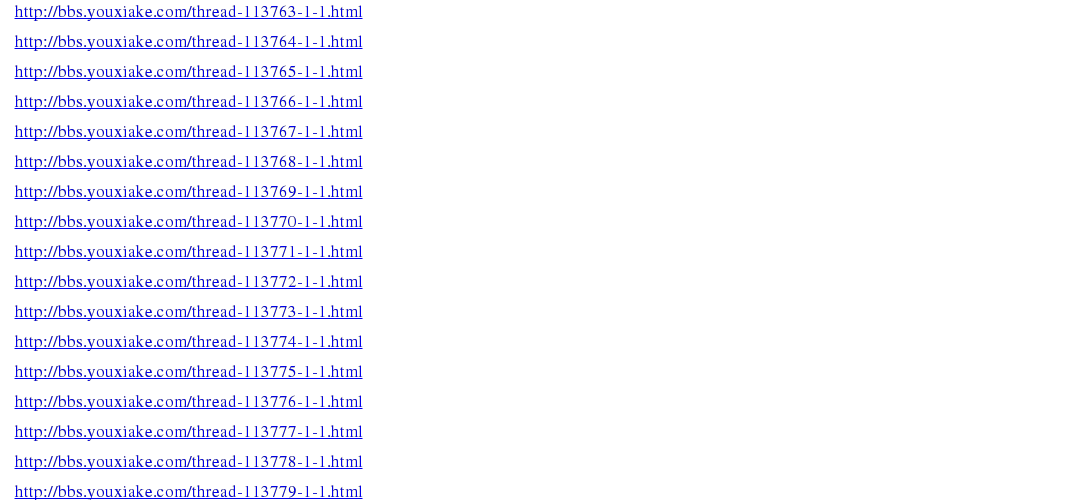 http://bbs.youxiake.com/thread-113763-1-1.html
http://bbs.youxiake.com/thread-113764-1-1.html
http://bbs.youxiake.com/thread-113765-1-1.html
http://bbs.youxiake.com/thread-113766-1-1.html
http://bbs.youxiake.com/thread-113767-1-1.html
http://bbs.youxiake.com/thread-113768-1-1.html
http://bbs.youxiake.com/thread-113769-1-1.html
http://bbs.youxiake.com/thread-113770-1-1.html
http://bbs.youxiake.com/thread-113771-1-1.html
http://bbs.youxiake.com/thread-113772-1-1.html
http://bbs.youxiake.com/thread-113773-1-1.html
http://bbs.youxiake.com/thread-113774-1-1.html
http://bbs.youxiake.com/thread-113775-1-1.html
http://bbs.youxiake.com/thread-113776-1-1.html
http://bbs.youxiake.com/thread-113777-1-1.html
http://bbs.youxiake.com/thread-113778-1-1.html
http://bbs.youxiake.com/thread-113779-1-1.html